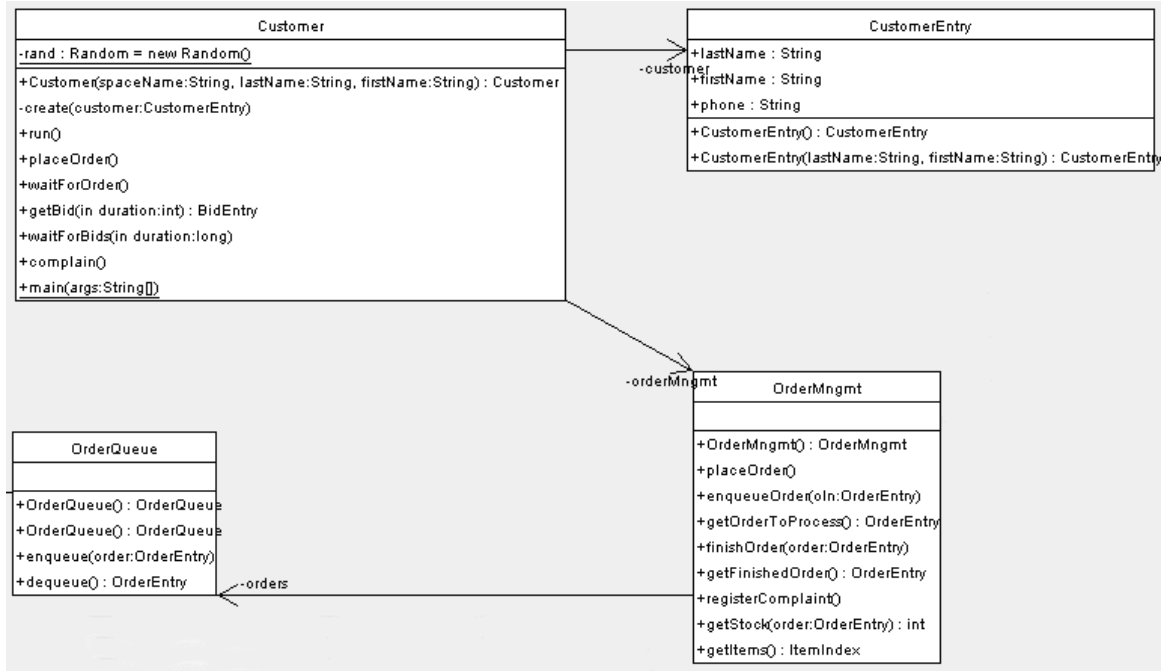 Customer
-rand : Random = new Random()
+Customer(spaceName:String, lastName:String, firstName:String) : Customer
-create(customer:CustomerEntry)
+run()
+placeOrder()
+waitForOrder()
+getBid(in duration:int) : BidEntry
+waitForBids(in duration:long)
+complain()
+main(args:String[])
-customer
CustomerEntry
+lastName : String
+firstName : String
+phone : String
+CustomerEntry() : CustomerEntry
+CustomerEntry(lastName:String, firstName:String) : CustomerEntry
-orderMngmt
OrderMngmt
+OrderMngmt() : OrderMngmt
+placeOrder()
+enqueueOrder(oIn:OrderEntry)
+getOrderToProcess() : OrderEntry
+finishOrder(order:OrderEntry)
+getFinishedOrder() : OrderEntry
+registerComplaint()
+getStock(order:OrderEntry) : int
+getItems() : ItemIndex
OrderQueue
+OrderQueue() : OrderQueue
+OrderQueue() : OrderQueue
+enqueue(order:OrderEntry)
+dequeue() : OrderEntry
-orders